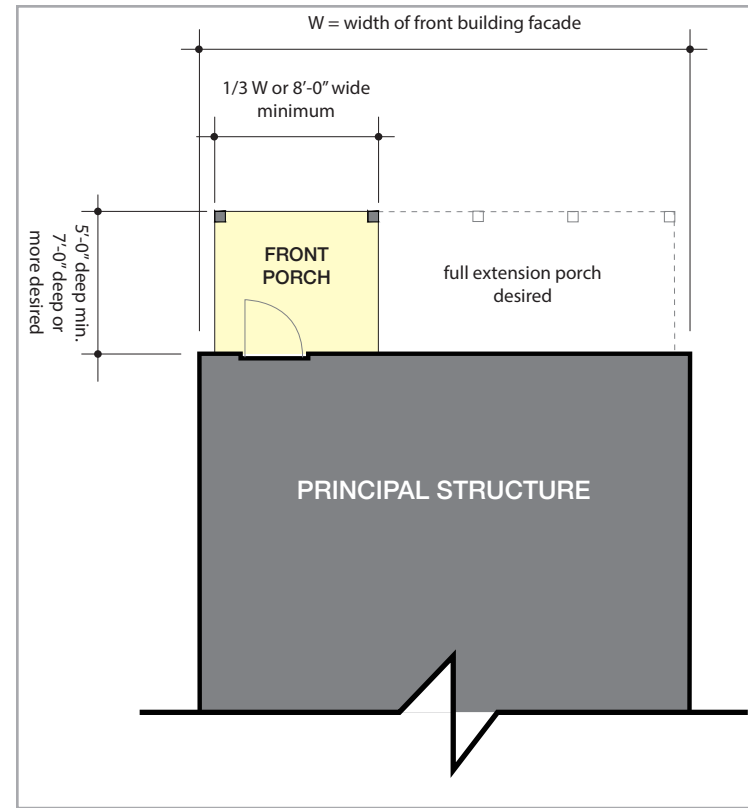 W = width of front building facade
1/3 W or 8'-0" wide
minimum
5'-0" deep min.
7'-0" deep or
more desired
FRONT
PORCH
full extension porch
desired
PRINCIPAL STRUCTURE